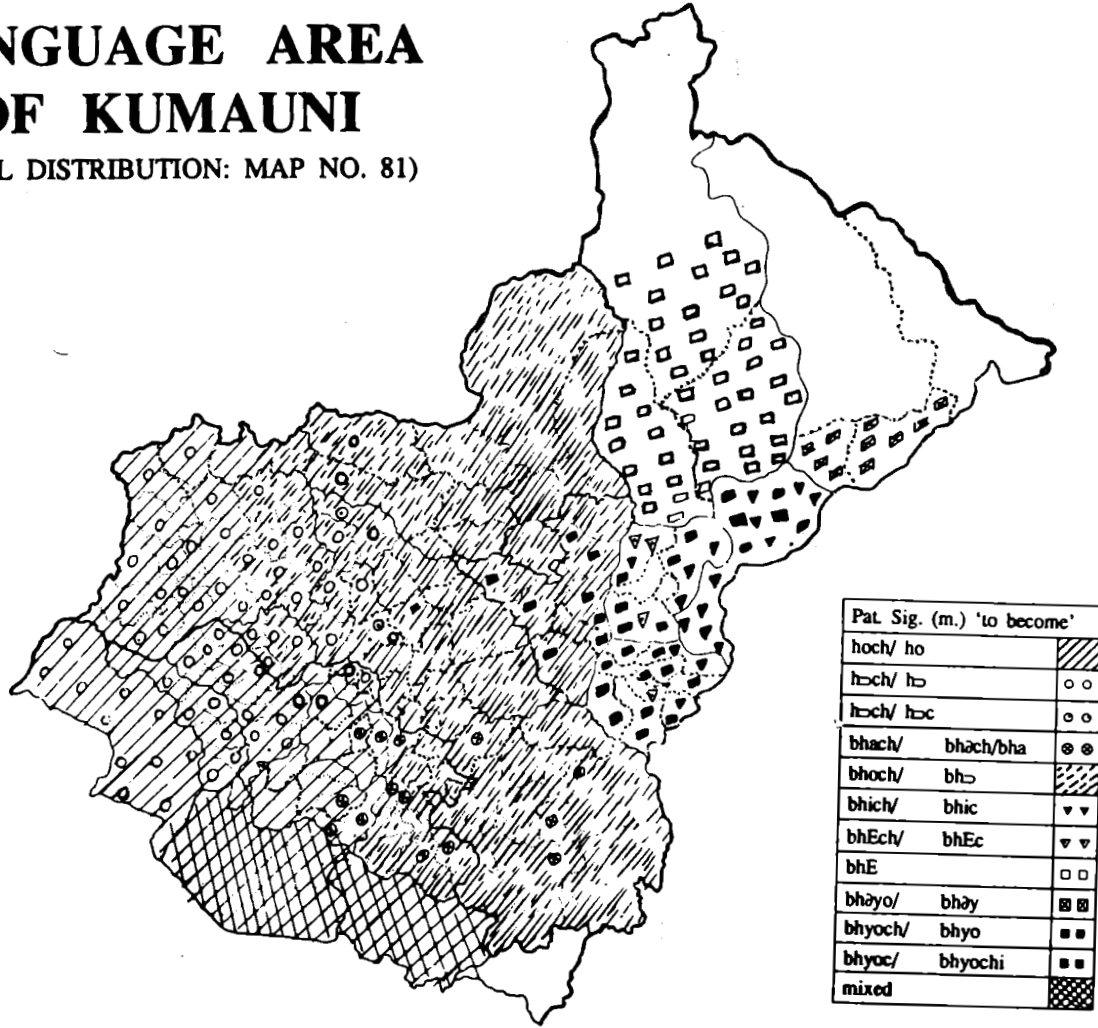 NGUAGE AREA
OF KUMAUNI
L DISTRIBUTION: MAP NO. 81)
Pat. Sig. (m.) 'to become'
hoch/ ho
hɔch/ hɔ
hɔch/ hɔc
bhach/ bhəch/bha
bhoch/ bhɔ
bhich/ bhic
bhEch/ bhEc
bhE
bhəyo/ bhəy
bhyoch/ bhyo
bhyoc/ bhyochi
mixed